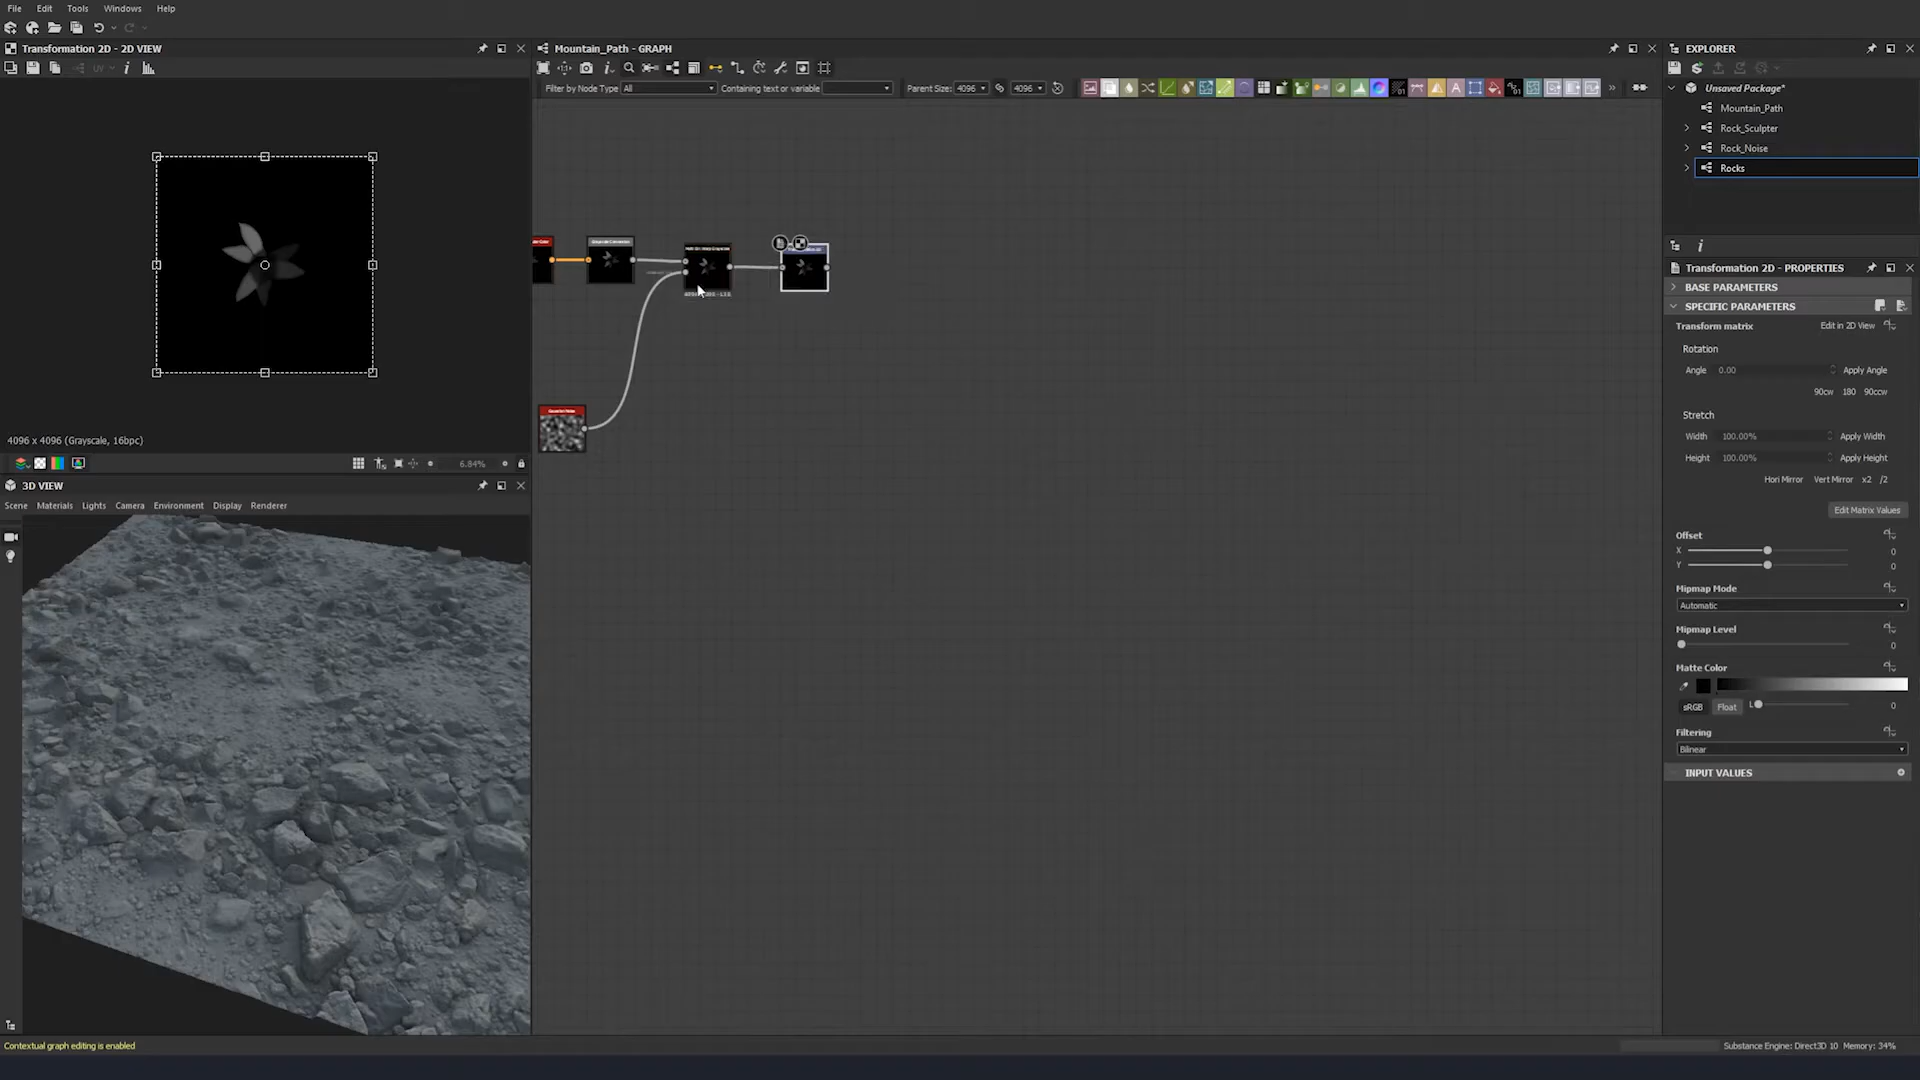 File Edit Tools Windows Help
Transformation 2D - 2D VIEW
UV
4096 x 4096 (Grayscale, 16bpc)
6.84%
3D VIEW
Scene Materials Lights Camera Environment Display Renderer
Contextual graph editing is enabled
Mountain_Path - GRAPH
Filter by Node Type All Containing text or variable Parent Size: 4096 4096
Grayscale Conversion
Gaussian Noise
EXPLORER
Unsaved Package*
Mountain_Path
Rock_Sculpter
Rock_Noise
Rocks
Transformation 2D - PROPERTIES
BASE PARAMETERS
SPECIFIC PARAMETERS
Transform matrix Edit in 2D View
Rotation
Angle 0.00 Apply Angle
90cw 180 90ccw
Stretch
Width 100.00% Apply Width
Height 100.00% Apply Height
Hori Mirror Vert Mirror x2 /2
Edit Matrix Values
Offset
X 0
Y 0
Mipmap Mode
Automatic
Mipmap Level
0
Matte Color
sRGB Float L 0
Filtering
Bilinear
INPUT VALUES
Substance Engine: Direct3D 10 Memory: 34%